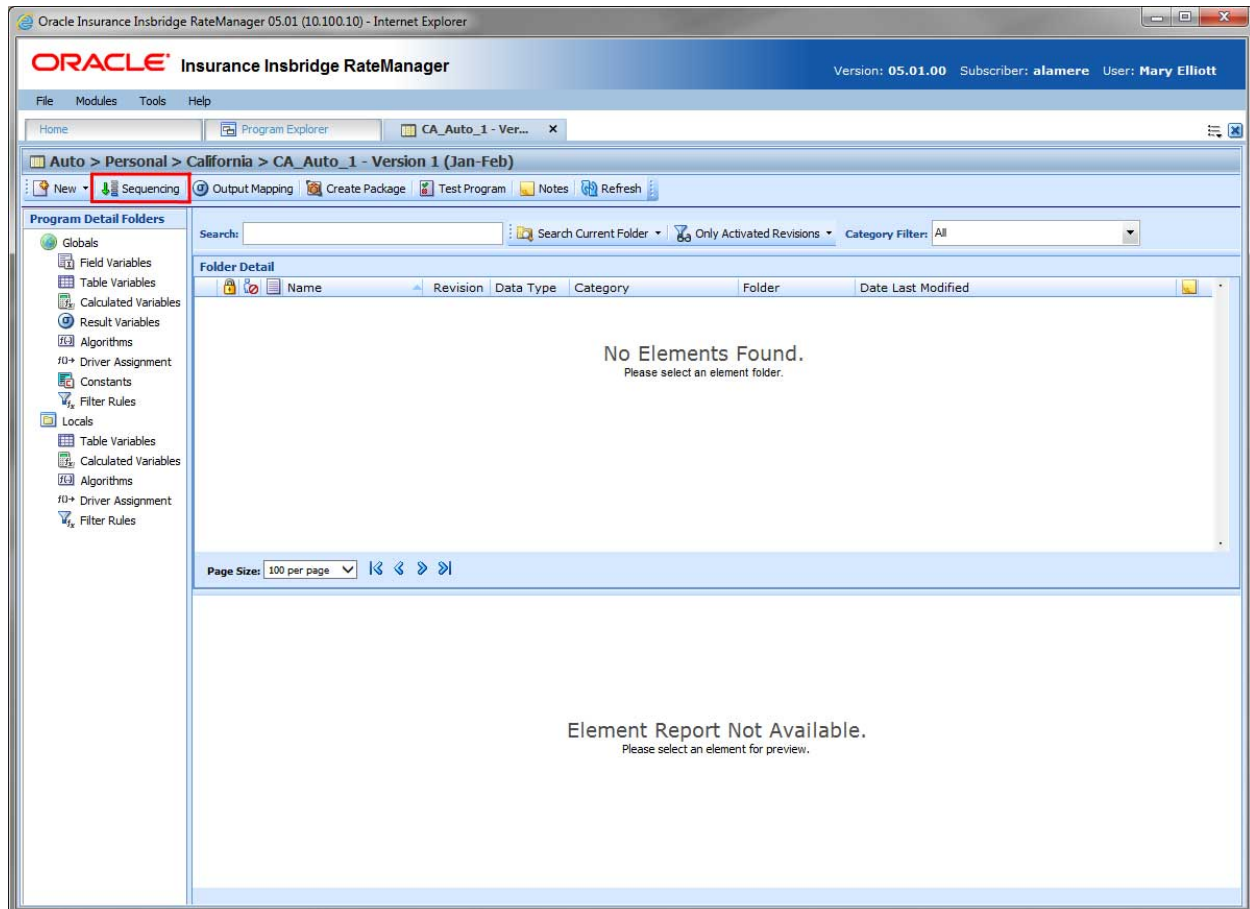 Oracle Insurance Insbridge RateManager 05.01 (10.100.10) - Internet Explorer
ORACLE Insurance Insbridge RateManager
Version: 05.01.00 Subscriber: alamere User: Mary Elliott
File Modules Tools Help
Home Program Explorer CA_Auto_1 - Ver... X
Auto > Personal > California > CA_Auto_1 - Version 1 (Jan-Feb)
New Sequencing Output Mapping Create Package Test Program Notes Refresh
Program Detail Folders
Globals
Field Variables
Table Variables
Calculated Variables
Result Variables
Algorithms
Driver Assignment
Constants
Filter Rules
Locals
Table Variables
Calculated Variables
Algorithms
Driver Assignment
Filter Rules
Search: Search Current Folder Only Activated Revisions Category Filter: All
Folder Detail
Name Revision Data Type Category Folder Date Last Modified
No Elements Found.
Please select an element folder.
Page Size: 100 per page
Element Report Not Available.
Please select an element for preview.